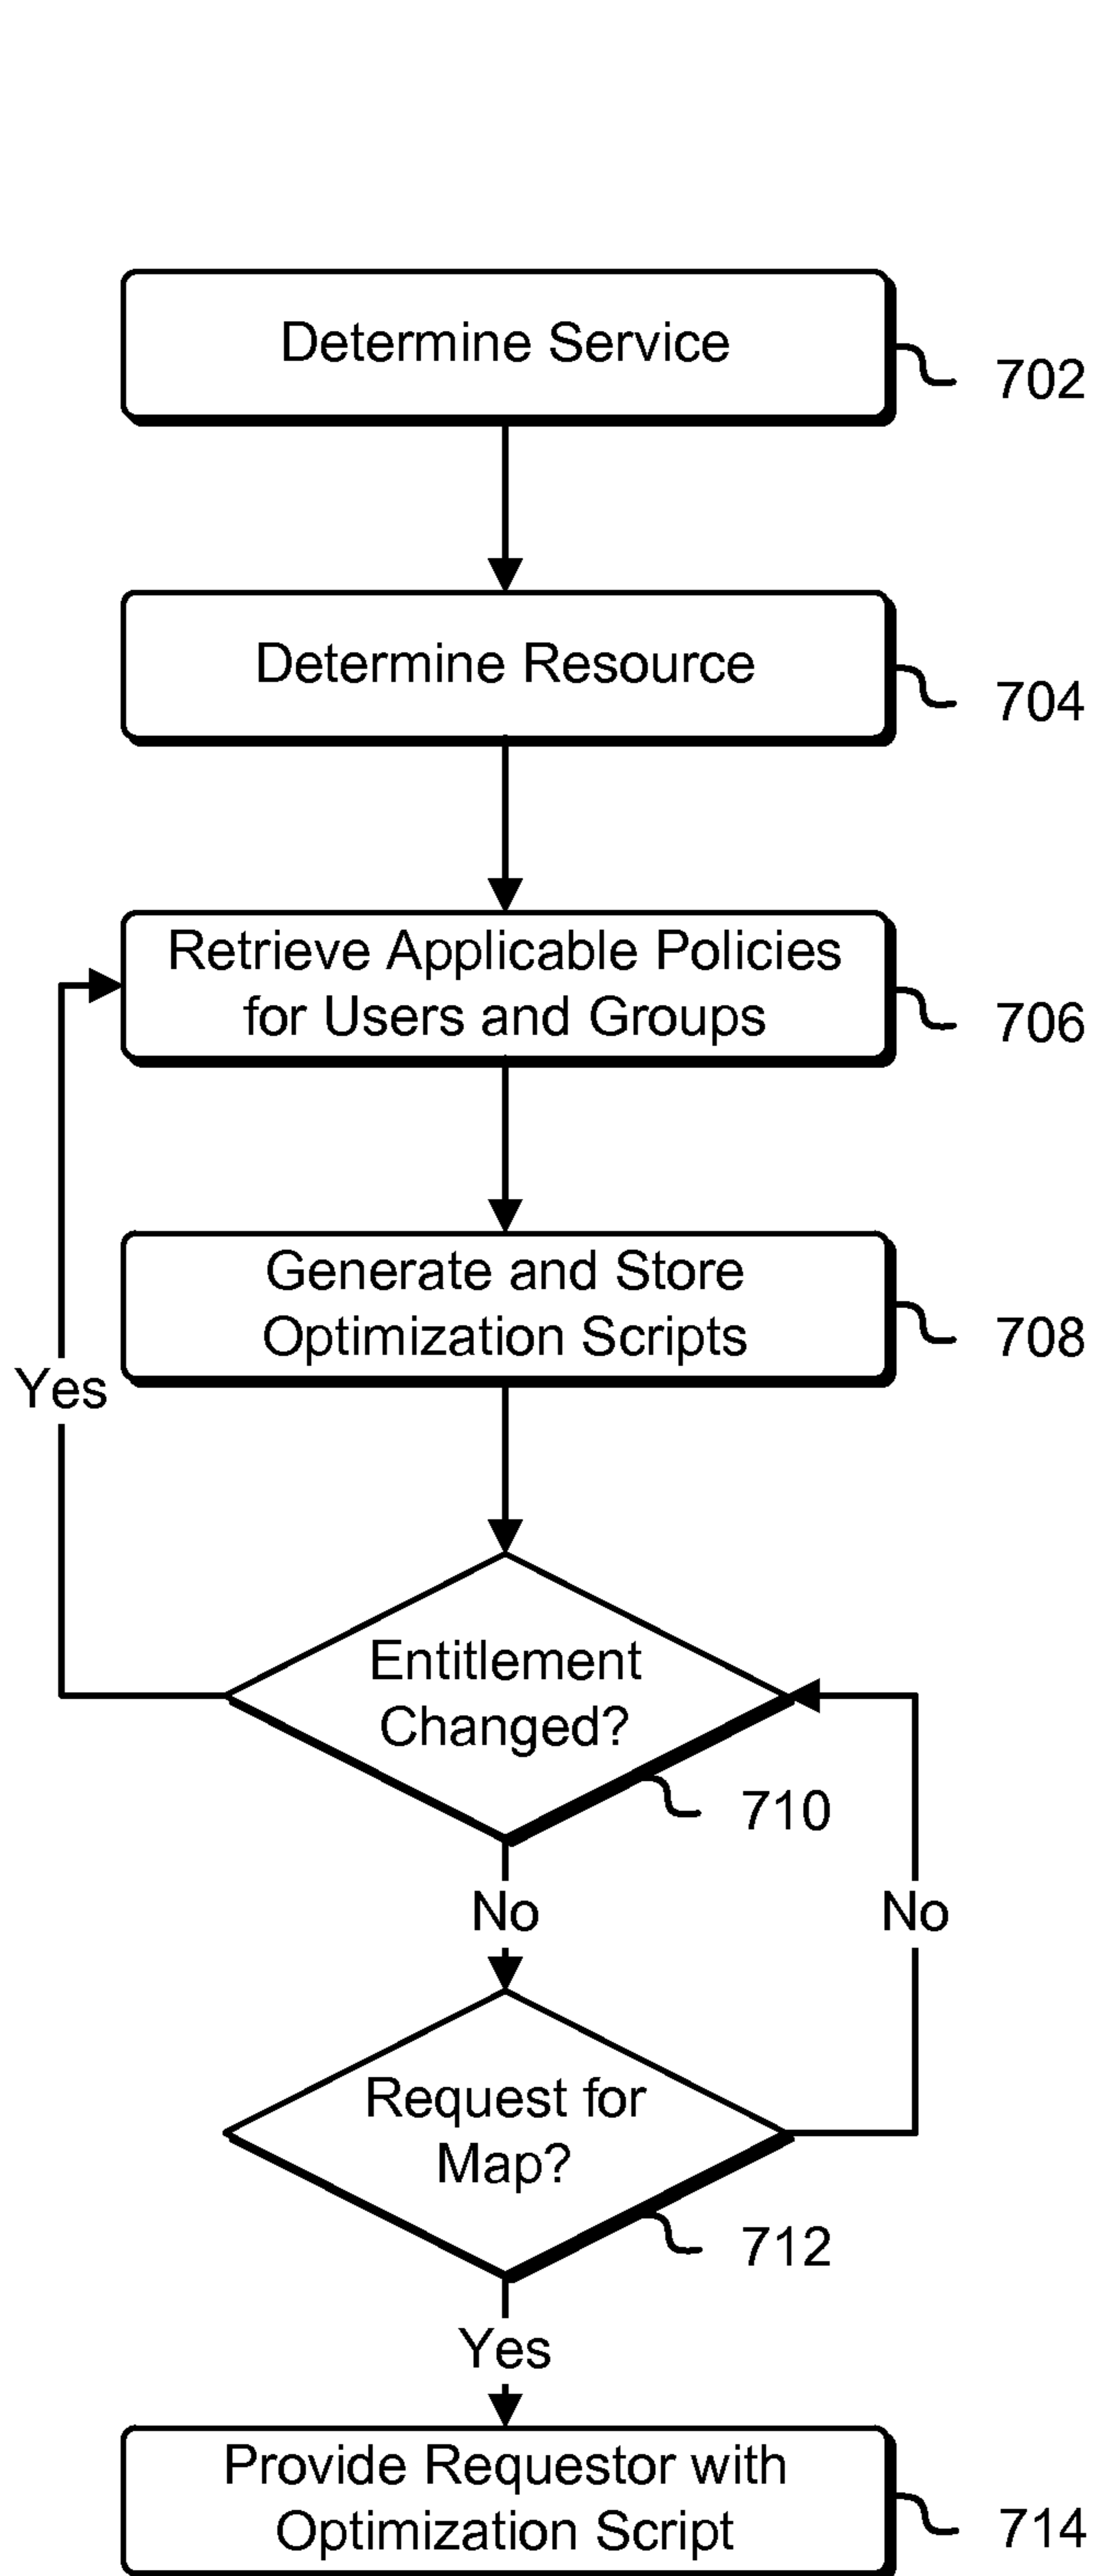 Determine Service
702
Determine Resource
704
Retrieve Applicable Policies
for Users and Groups
706
Generate and Store
Optimization Scripts
708
Yes
Entitlement
Changed?
710
No
No
Request for
Map?
712
Yes
Provide Requestor with
Optimization Script
714